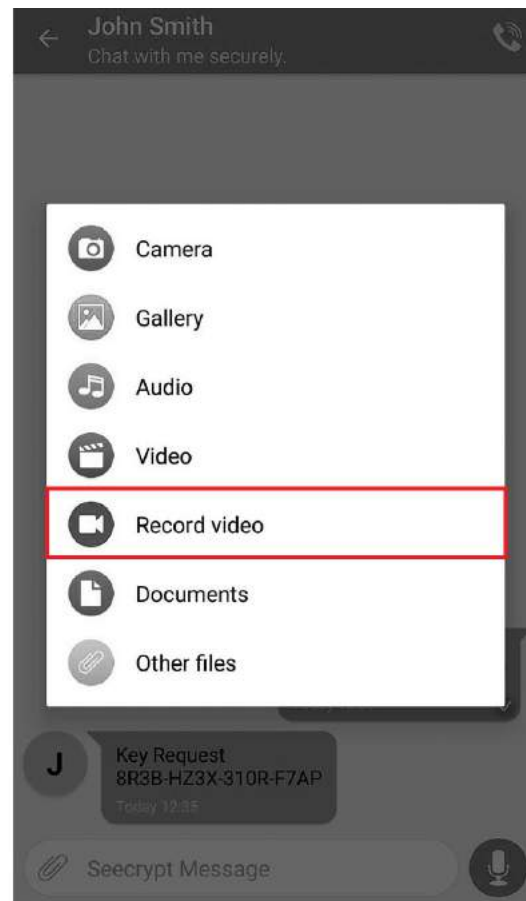 John Smith
Chat with me securely.
Camera
Gallery
Audio
Video
Record video
Documents
Other files
J
Key Request
8R3B-HZ3X-310R-F7AP
Today 12:35
Seecrypt Message